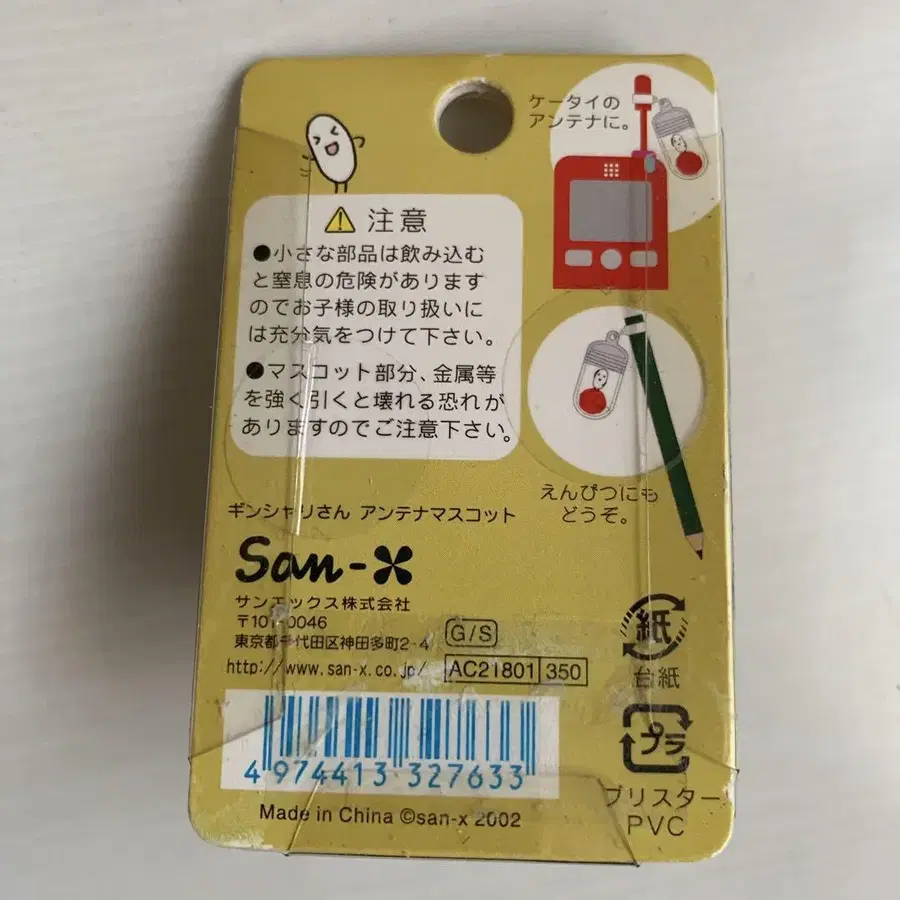 ケータイの
アンテナに。
注意
●小さな部品は飲み込む
と窒息の危険があります
のでお子様の取り扱いに
は充分気をつけて下さい。
●マスコット部分、金属等
を強く引くと壊れる恐れが
ありますのでご注意下さい。
えんぴつにも
どうぞ。
ギンシャリさん アンテナマスコット
San-X
サンエックス株式会社
〒101-0046
東京都千代田区神田多町2-4
G/S
http://www.san-x.co.jp/
AC21801 350
紙
台紙
プラ
ブリスター
PVC
4 974413 327633
Made in China ©san-x 2002